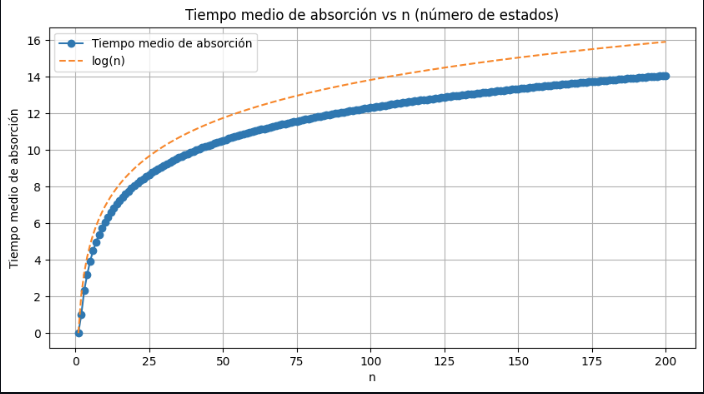 Tiempo medio de absorción vs n (número de estados)
Tiempo medio de absorción
log(n)
Tiempo medio de absorción
16
14
12
10
8
6
4
2
0
0 25 50 75 100 125 150 175 200
n